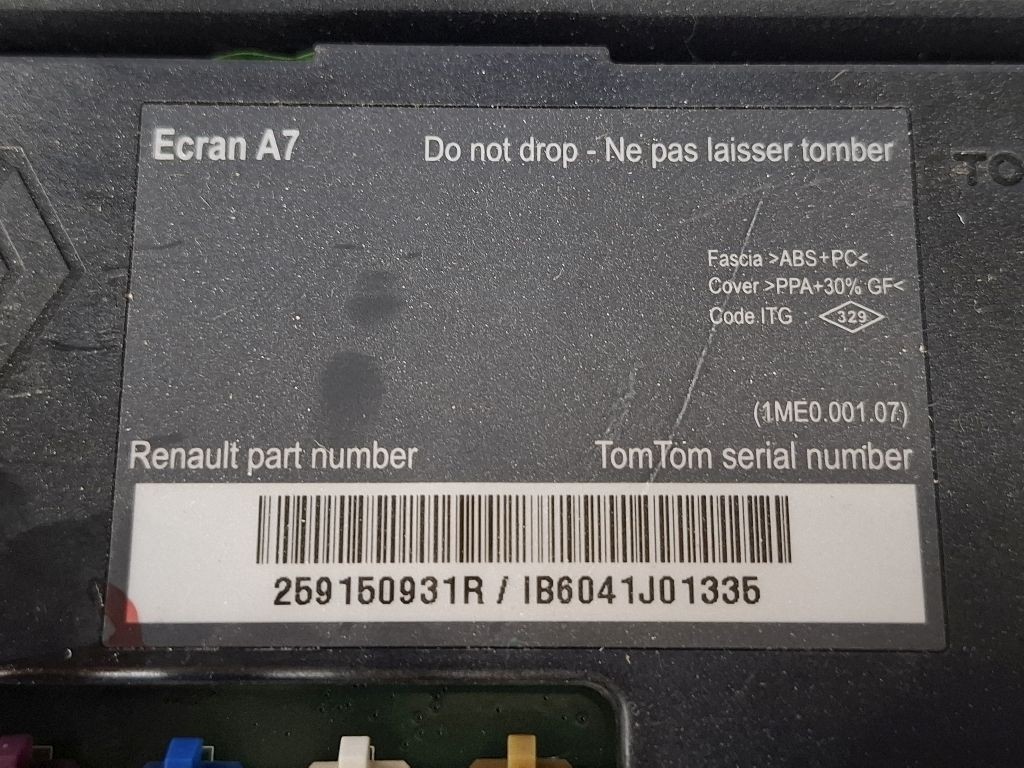 Ecran A7
Do not drop - Ne pas laisser tomber
TO
Fascia >ABS+PC<
Cover >PPA+30% GF<
Code ITG 329
(1ME0.001.07)
Renault part number
TomTom serial number
259150931R / IB6041J01335